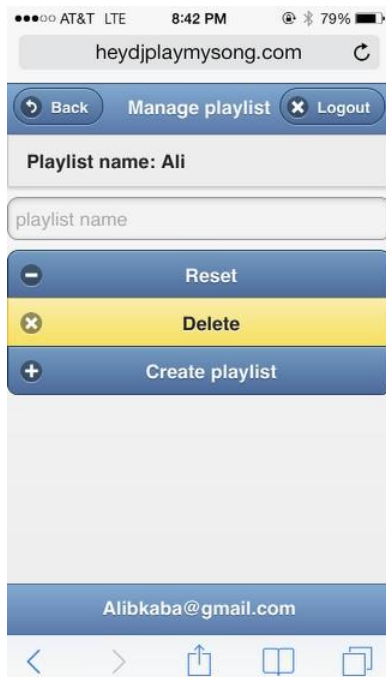 AT&T LTE 8:42 PM 79%
heydjplaymysong.com
Back Manage playlist Logout
Playlist name: Ali
playlist name
Reset
Delete
Create playlist
Alibkaba@gmail.com